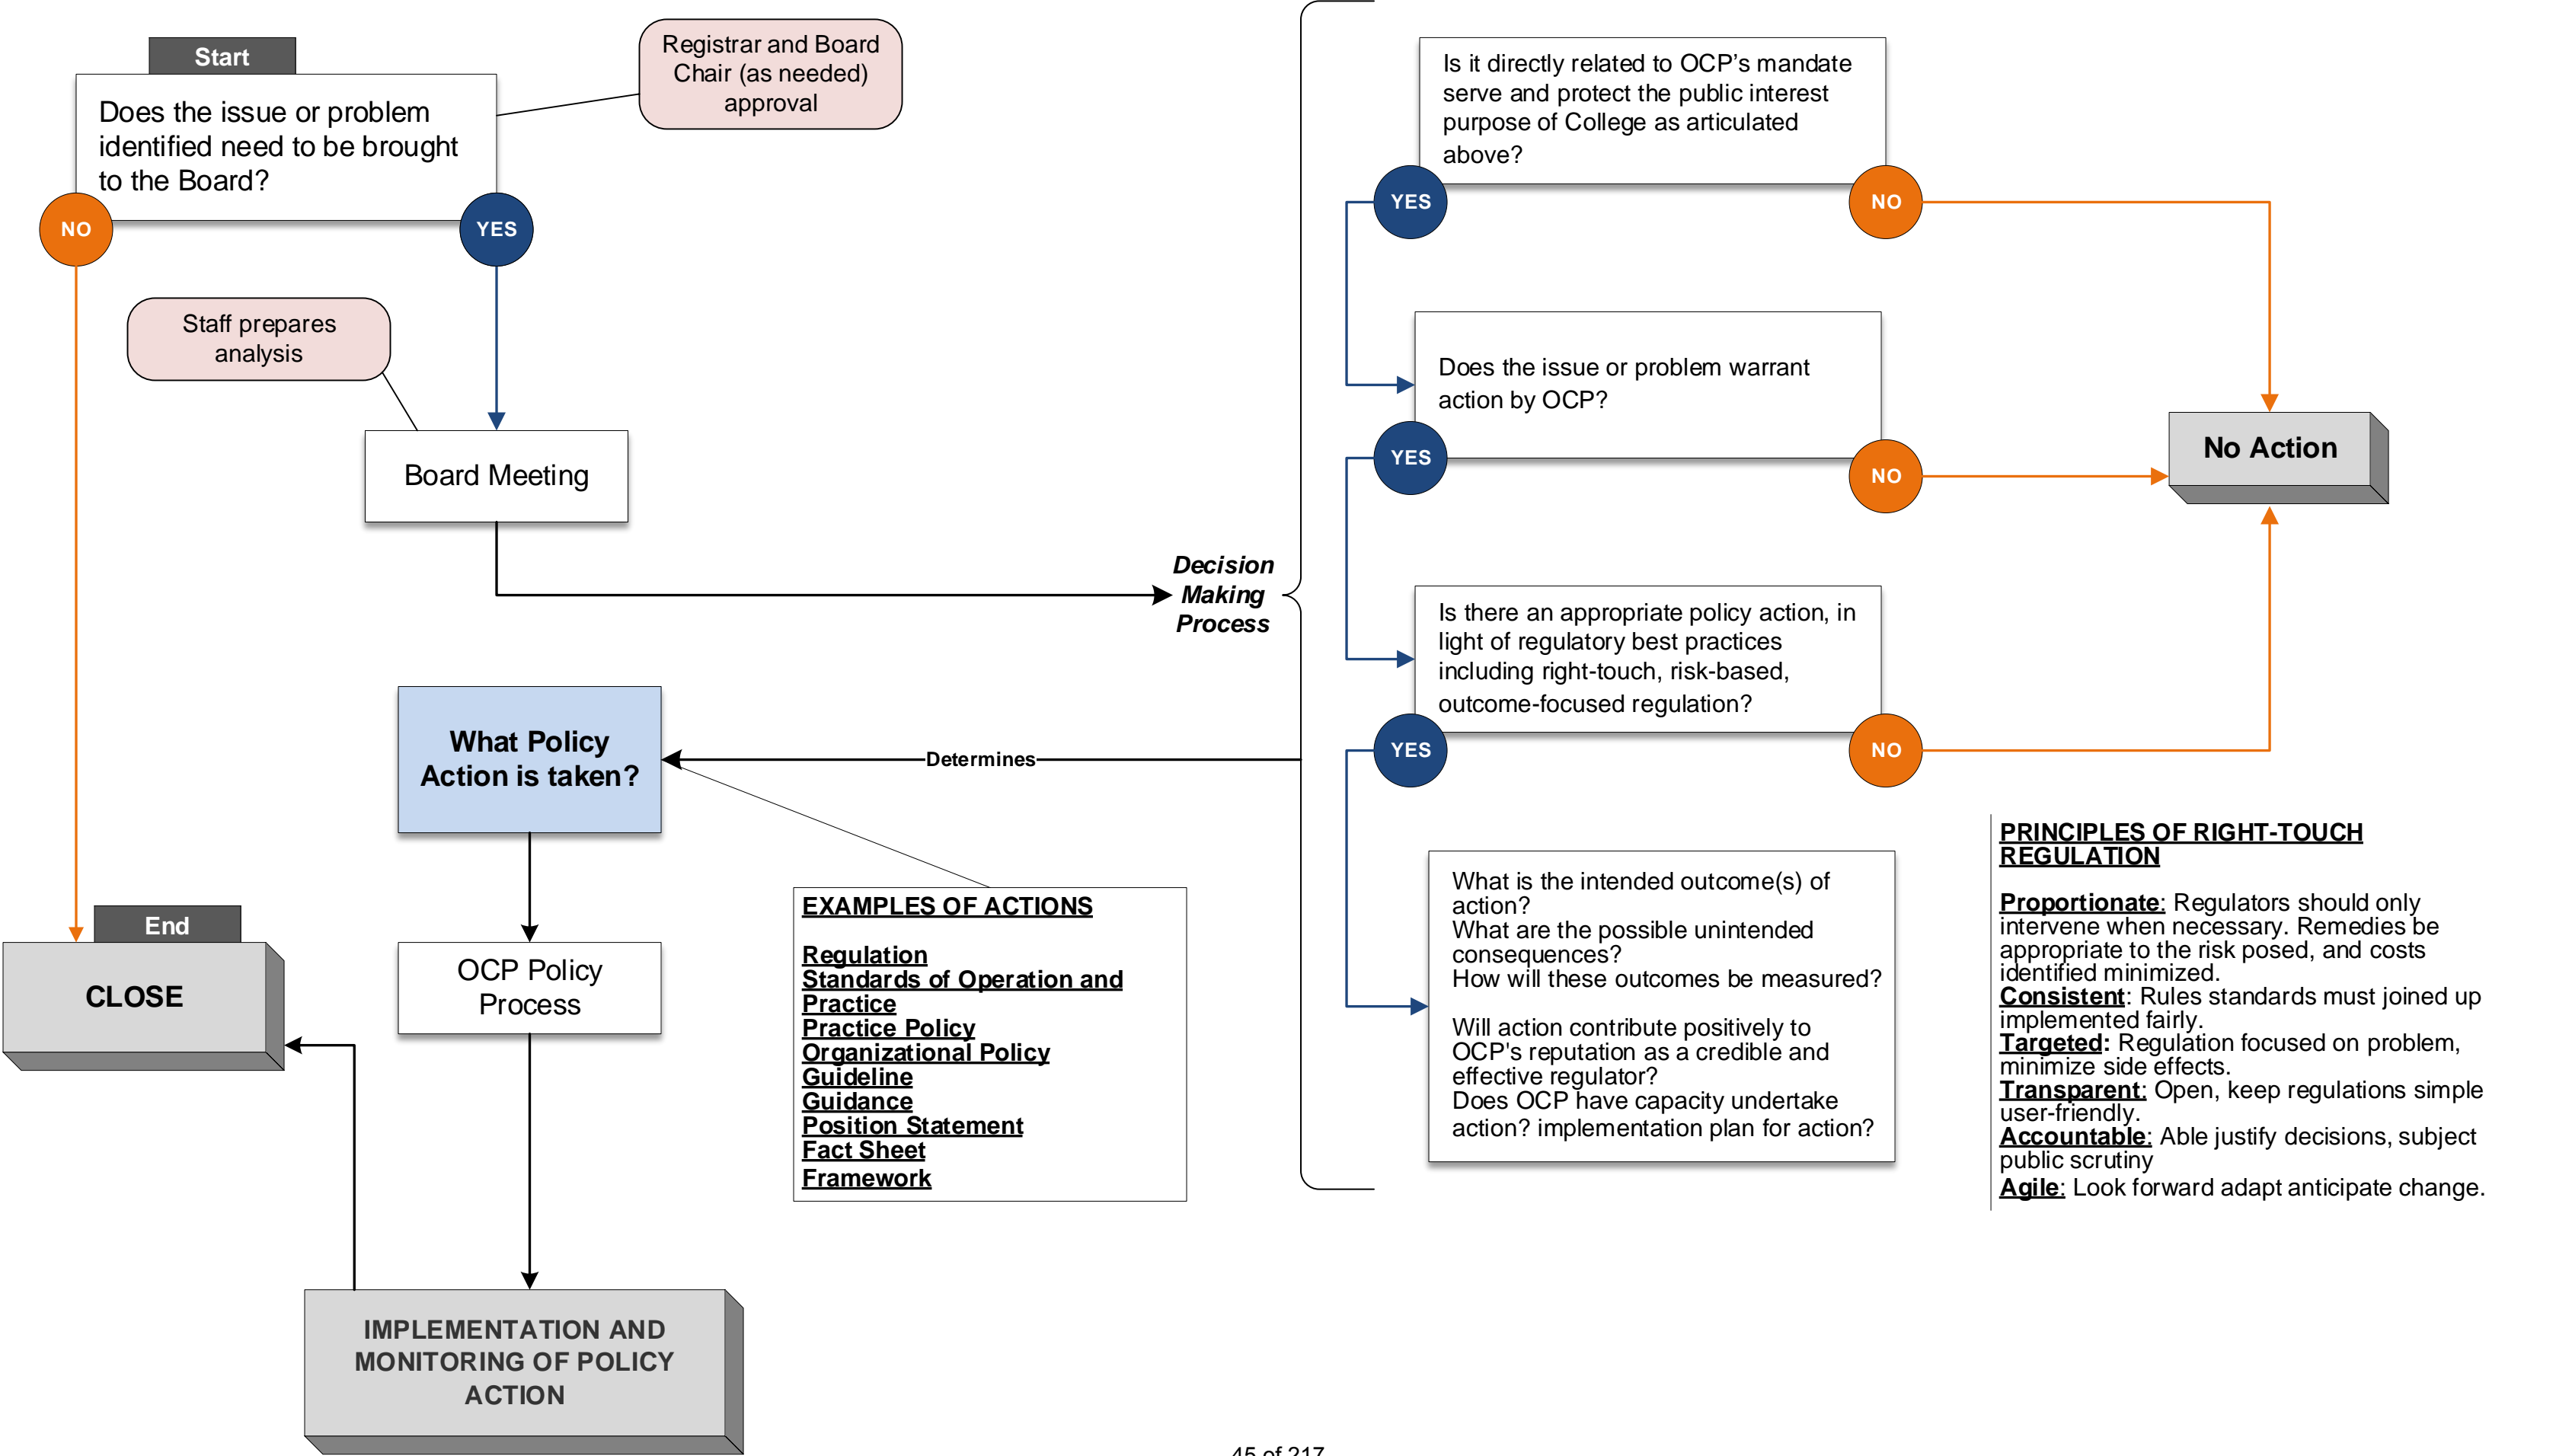 Start
Does the issue or problem
identified need to be brought
to the Board?
NO
YES
Registrar and Board
Chair (as needed)
approval
Staff prepares
analysis
Board Meeting
Decision
Making
Process
Is it directly related to OCP’s mandate
serve and protect the public interest
purpose of College as articulated
above?
YES
NO
Does the issue or problem warrant
action by OCP?
YES
NO
No Action
Is there an appropriate policy action, in
light of regulatory best practices
including right-touch, risk-based,
outcome-focused regulation?
YES
NO
What is the intended outcome(s) of
action?
What are the possible unintended
consequences?
How will these outcomes be measured?
Will action contribute positively to
OCP's reputation as a credible and
effective regulator?
Does OCP have capacity undertake
action? implementation plan for action?
Determines
What Policy
Action is taken?
EXAMPLES OF ACTIONS
Regulation
Standards of Operation and
Practice
Practice Policy
Organizational Policy
Guideline
Guidance
Position Statement
Fact Sheet
Framework
OCP Policy
Process
End
CLOSE
IMPLEMENTATION AND
MONITORING OF POLICY
ACTION
PRINCIPLES OF RIGHT-TOUCH
REGULATION
Proportionate: Regulators should only
intervene when necessary. Remedies be
appropriate to the risk posed, and costs
identified minimized.
Consistent: Rules standards must joined up
implemented fairly.
Targeted: Regulation focused on problem,
minimize side effects.
Transparent: Open, keep regulations simple
user-friendly.
Accountable: Able justify decisions, subject
public scrutiny
Agile: Look forward adapt anticipate change.
45 of 217